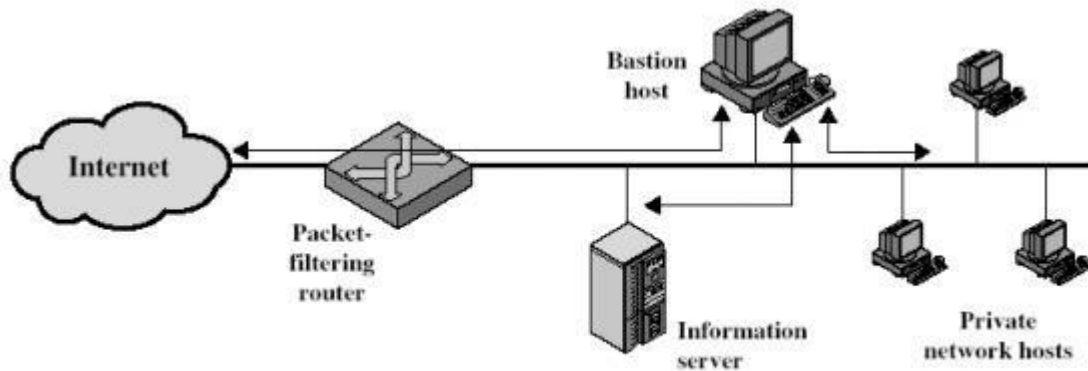 Bastion
host
Internet
Packet-
filtering
router
Information
server
Private
network hosts